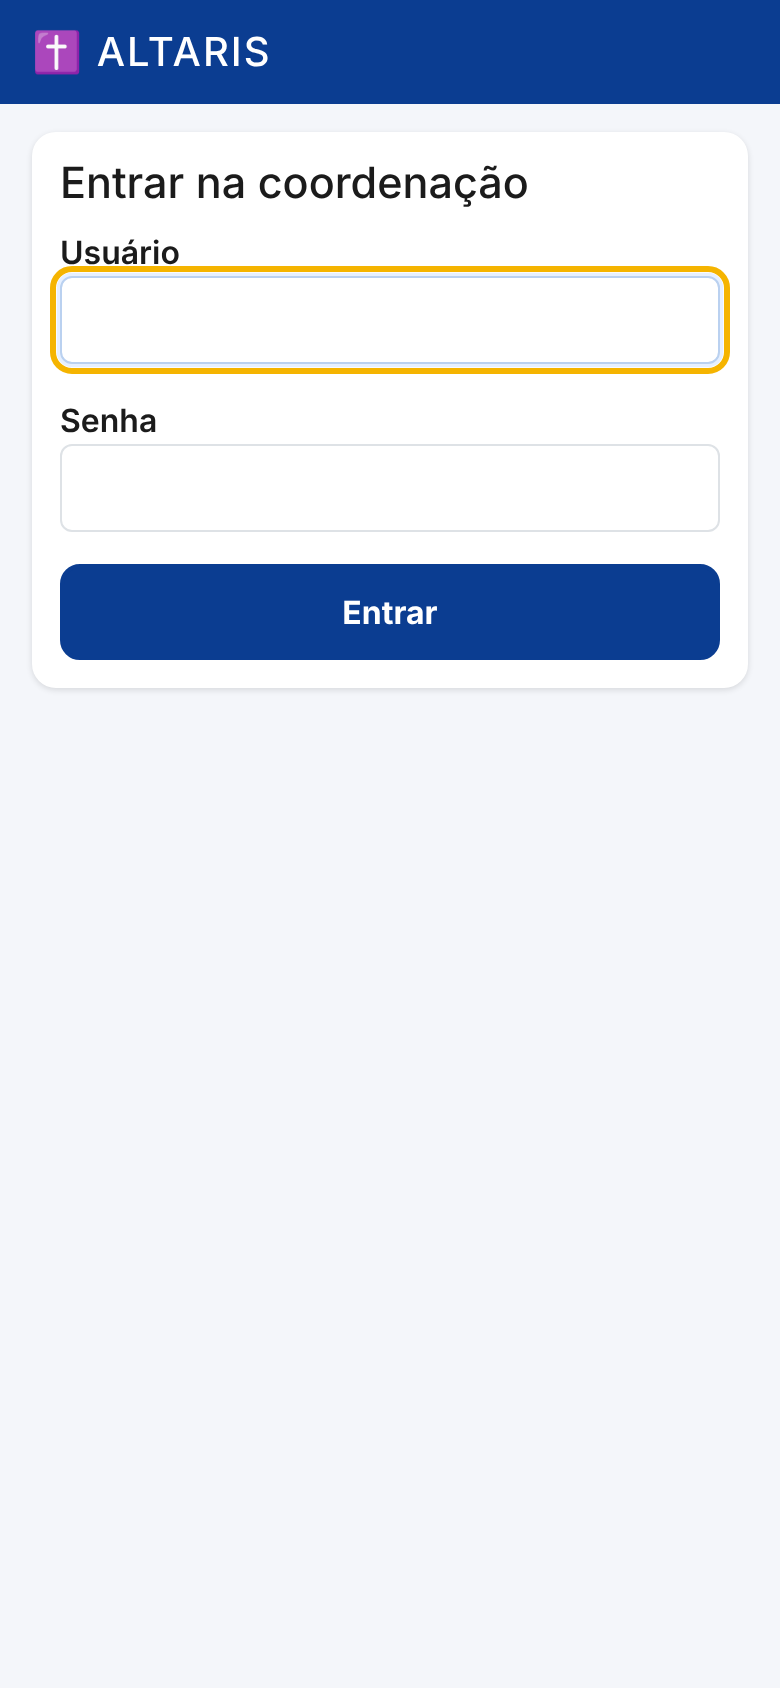 ✝️ ALTARIS
Entrar na coordenação
Usuário
Senha
Entrar